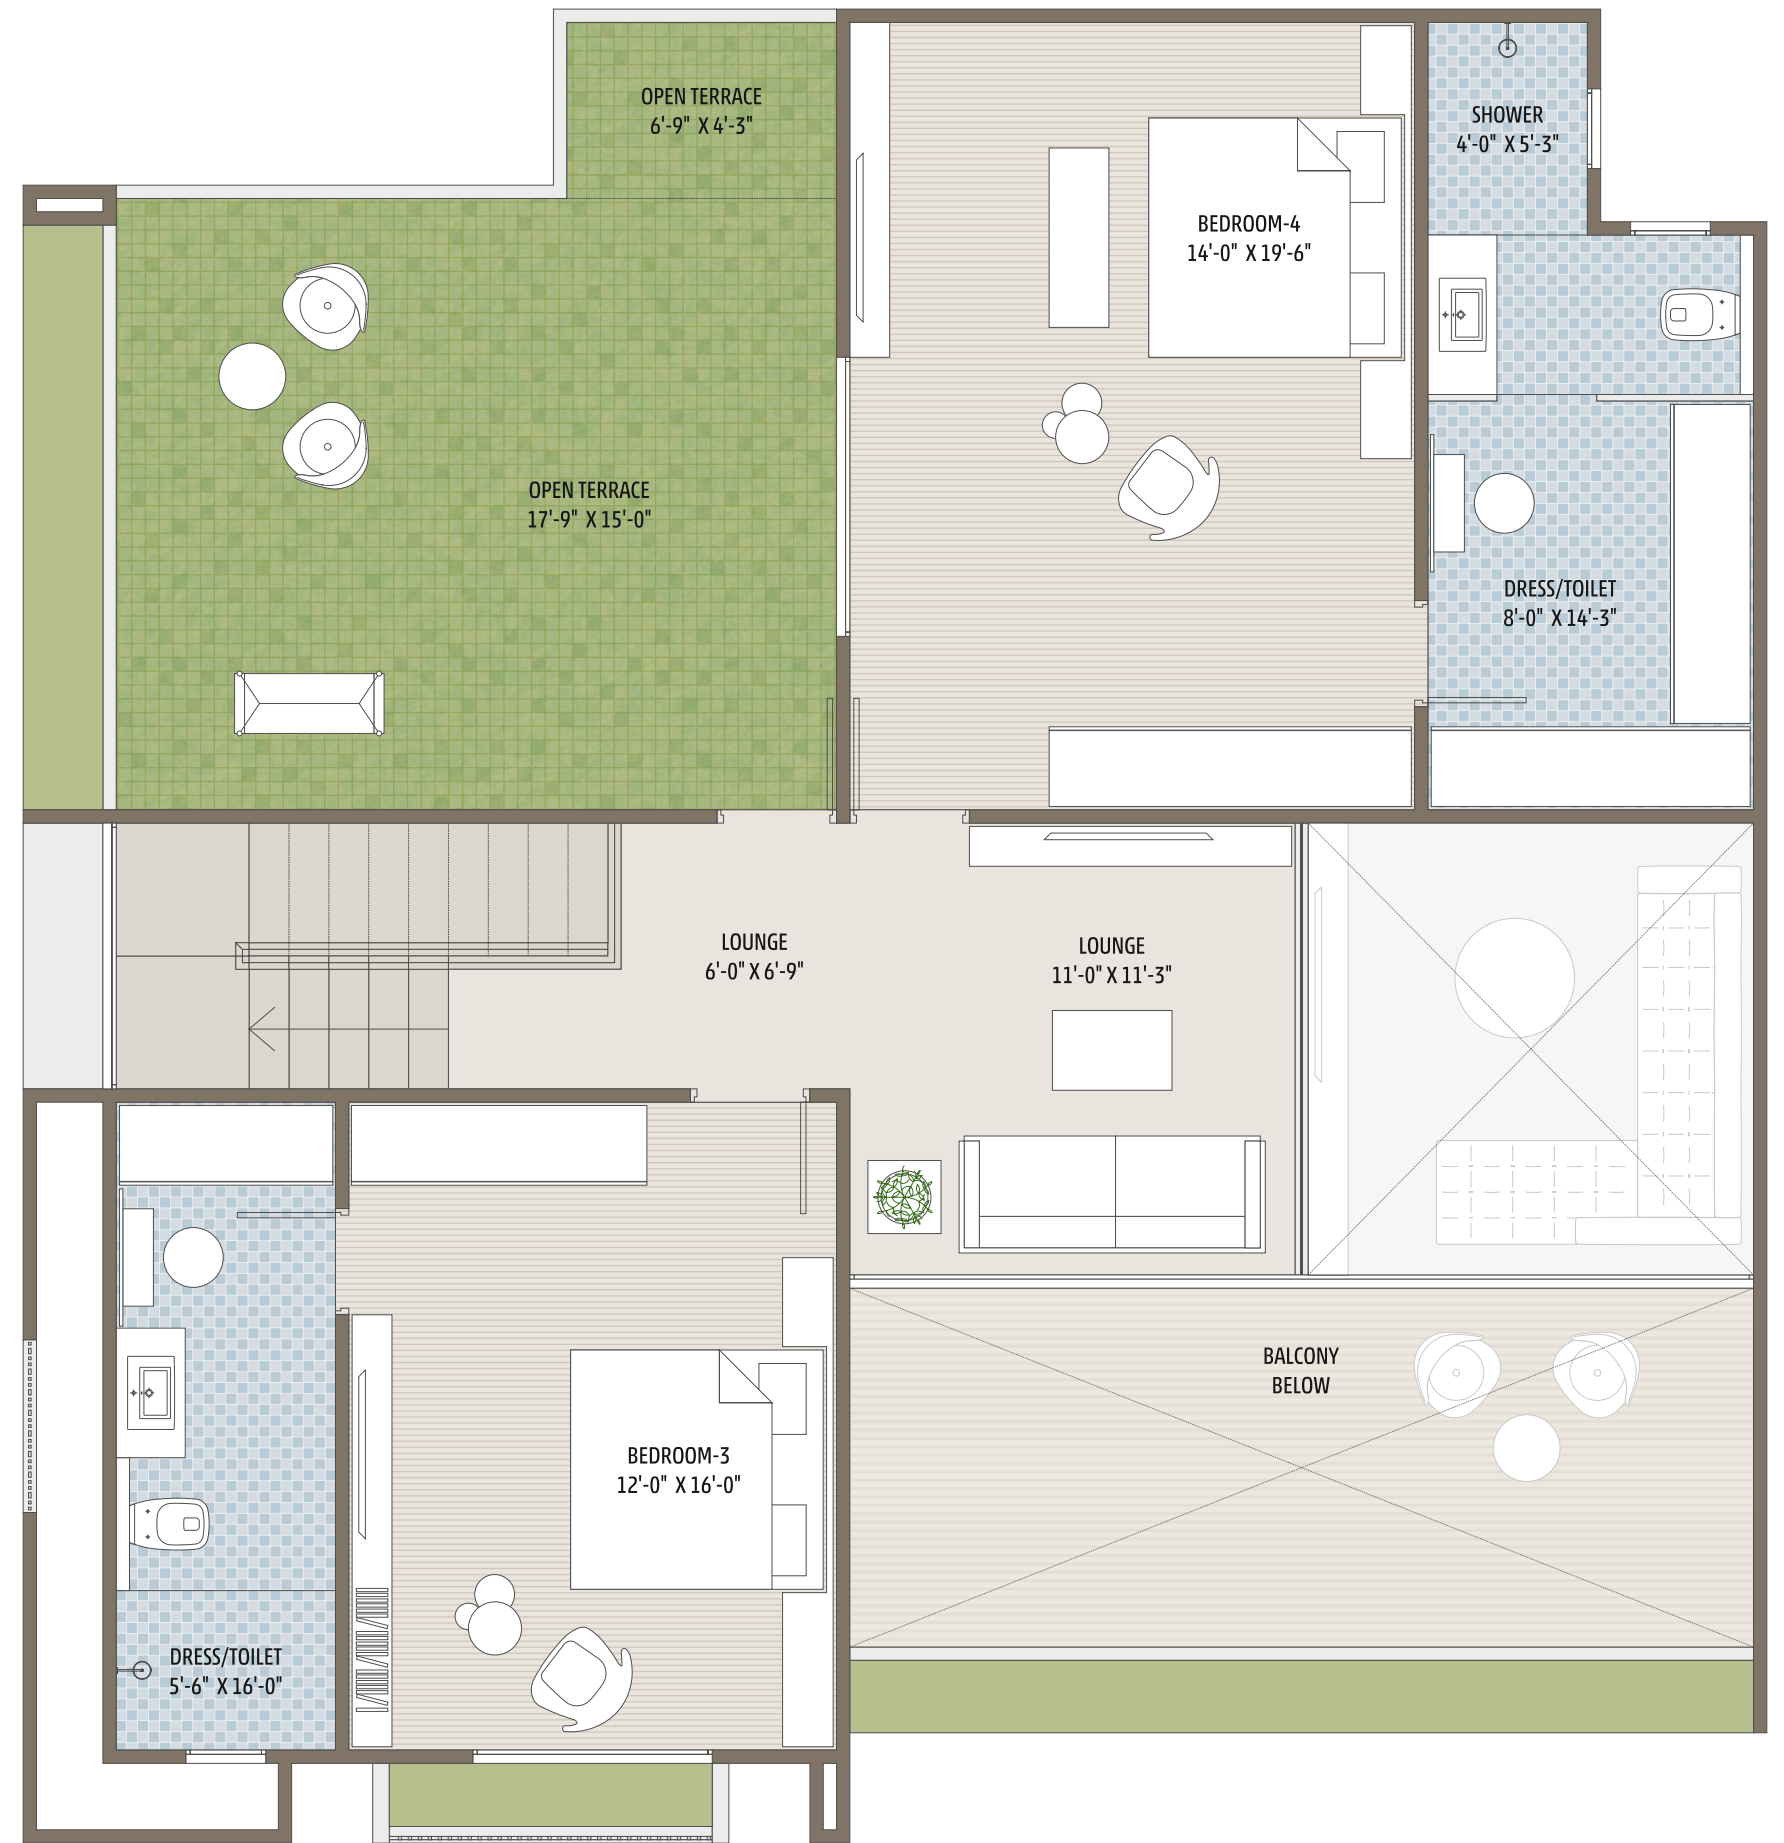 OPEN TERRACE
6'-9" X 4'-3"
SHOWER
4'-0" X 5'-3"
BEDROOM-4
14'-0" X 19'-6"
OPEN TERRACE
17'-9" X 15'-0"
DRESS/TOILET
8'-0" X 14'-3"
LOUNGE
6'-0" X 6'-9"
LOUNGE
11'-0" X 11'-3"
BALCONY
BELOW
BEDROOM-3
12'-0" X 16'-0"
DRESS/TOILET
5'-6" X 16'-0"